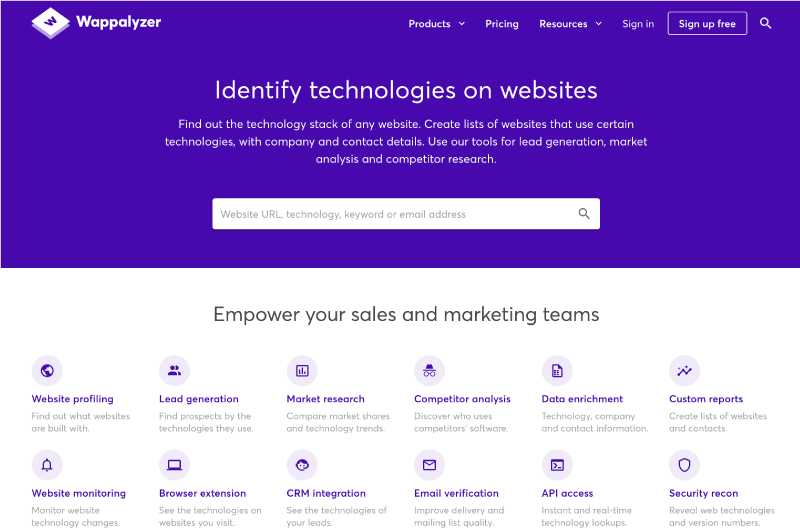 Wappalyzer
Products Pricing Resources Sign in Sign up free
Identify technologies on websites
Find out the technology stack of any website. Create lists of websites that use certain
technologies, with company and contact details. Use our tools for lead generation, market
analysis and competitor research.
Website URL, technology, keyword or email address
Empower your sales and marketing teams
Website profiling
Find out what websites
are built with.
Lead generation
Find prospects by the
technologies they use.
Market research
Compare market shares
and technology trends.
Competitor analysis
Discover who uses
competitors' software.
Data enrichment
Technology, company
and contact information.
Custom reports
Create lists of websites
and contacts.
Website monitoring
Monitor website
technology changes.
Browser extension
See the technologies on
websites you visit.
CRM integration
See the technologies of
your leads.
Email verification
Improve delivery and
mailing list quality.
API access
Instant and real-time
technology lookups.
Security recon
Reveal web technologies
and version numbers.